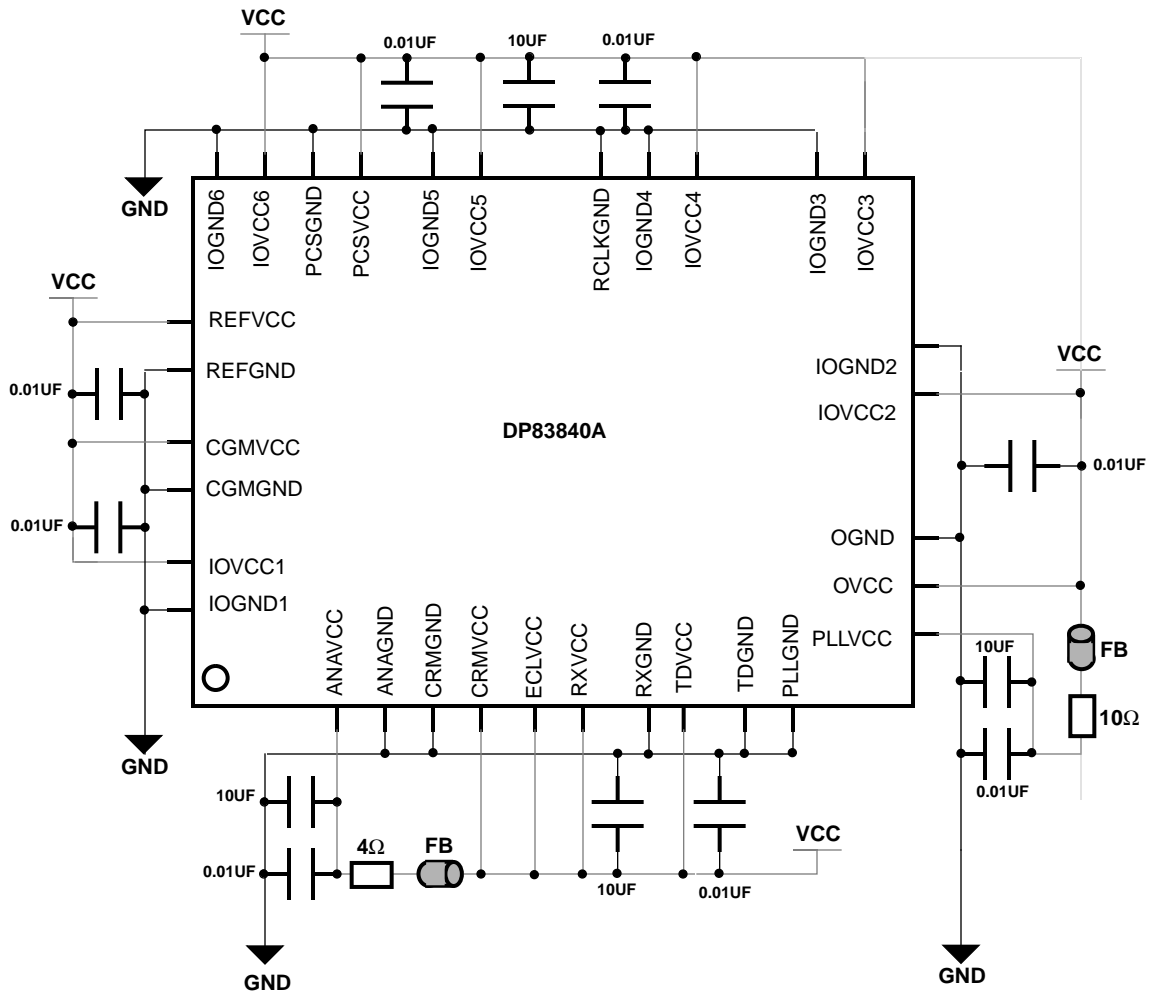 VCC
0.01UF
10UF
0.01UF
GND
IOGND6
IOVCC6
PCSGND
PCSVCC
IOGND5
IOVCC5
RCLKGND
IOGND4
IOVCC4
IOGND3
IOVCC3
VCC
REFVCC
REFGND
0.01UF
CGMVCC
CGMGND
0.01UF
IOVCC1
IOGND1
GND
DP83840A
VCC
IOGND2
IOVCC2
0.01UF
OGND
OVCC
PLLVCC
10UF
FB
10Ω
0.01UF
ANAVCC
ANAGND
CRMGND
CRMVCC
ECLVCC
RXVCC
RXGND
TDVCC
TDGND
PLLGND
10UF
0.01UF
4Ω
FB
10UF
0.01UF
VCC
GND
GND